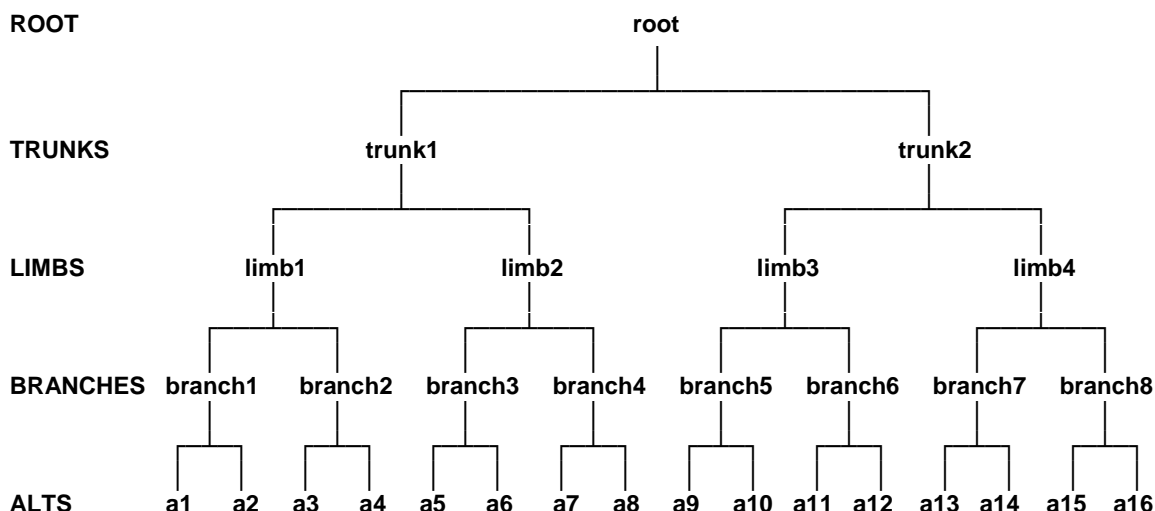 ROOT root
TRUNKS trunk1 trunk2
LIMBS limb1 limb2 limb3 limb4
BRANCHES branch1 branch2 branch3 branch4 branch5 branch6 branch7 branch8
ALTS a1 a2 a3 a4 a5 a6 a7 a8 a9 a10 a11 a12 a13 a14 a15 a16